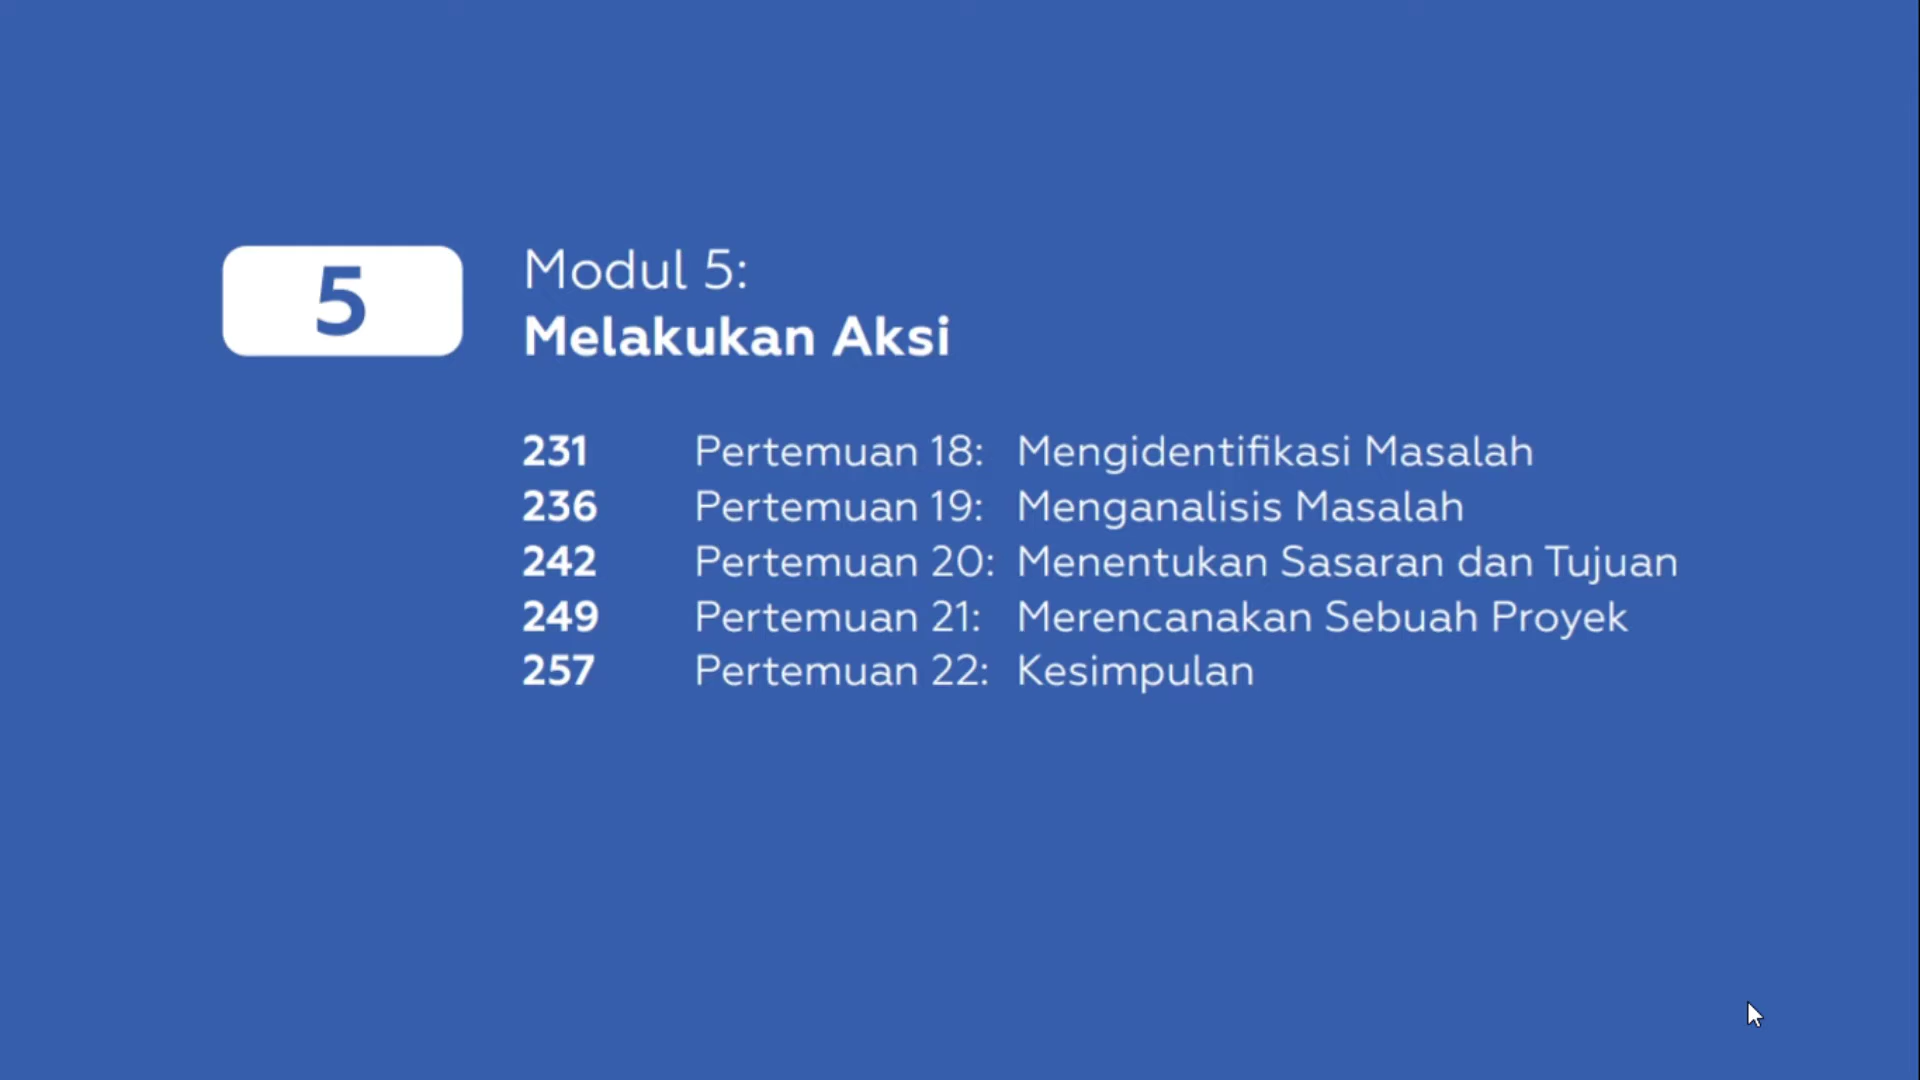 5
Modul 5:
Melakukan Aksi
231 Pertemuan 18: Mengidentifikasi Masalah
236 Pertemuan 19: Menganalisis Masalah
242 Pertemuan 20: Menentukan Sasaran dan Tujuan
249 Pertemuan 21: Merencanakan Sebuah Proyek
257 Pertemuan 22: Kesimpulan